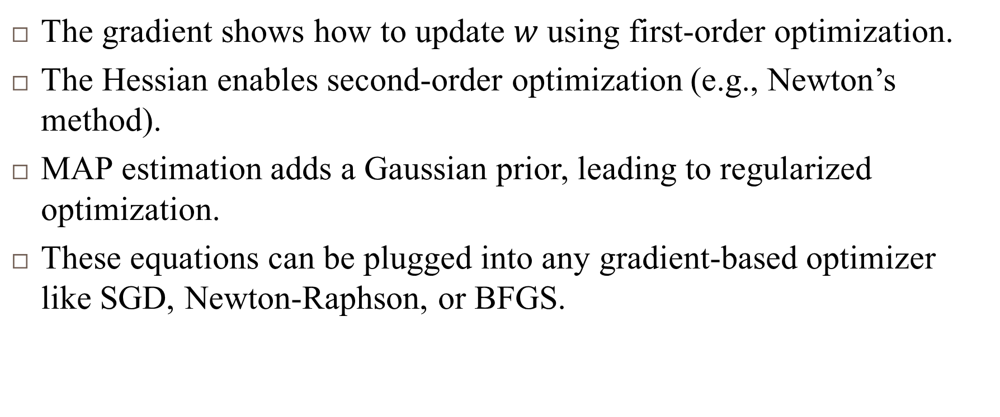 The gradient shows how to update w using first-order optimization.
The Hessian enables second-order optimization (e.g., Newton’s
method).
MAP estimation adds a Gaussian prior, leading to regularized
optimization.
These equations can be plugged into any gradient-based optimizer
like SGD, Newton-Raphson, or BFGS.